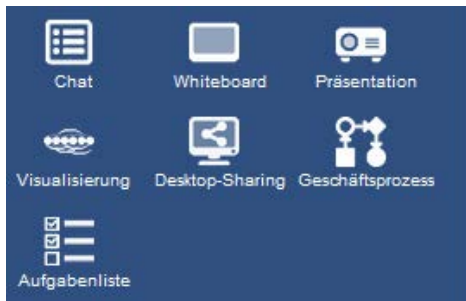 Chat
Whiteboard
Präsentation
Visualisierung
Desktop-Sharing
Geschäftsprozess
Aufgabenliste